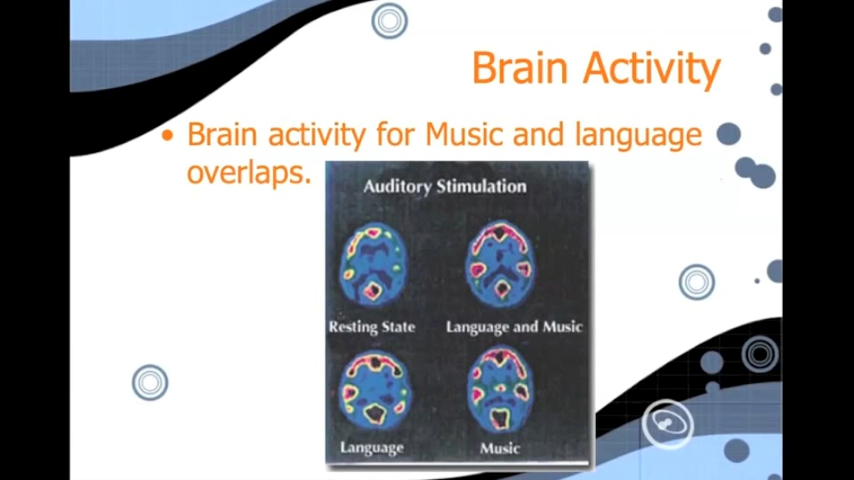 Brain Activity
• Brain activity for Music and language
overlaps.
Auditory Stimulation
Resting State
Language and Music
Language
Music